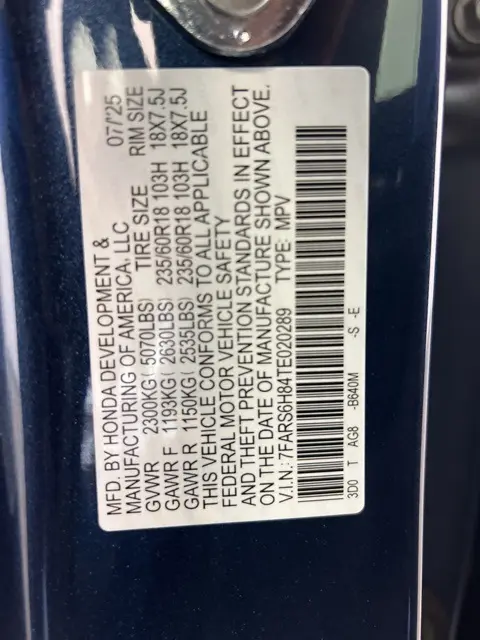 MFD. BY HONDA DEVELOPMENT & 07/'25
MANUFACTURING OF AMERICA, LLC
GVWR 2300KG ( 5070LBS) TIRE SIZE RIM SIZE
GAWR F 1193KG ( 2630LBS) 235/60R18 103H 18X7.5J
GAWR R 1150KG ( 2535LBS) 235/60R18 103H 18X7.5J
THIS VEHICLE CONFORMS TO ALL APPLICABLE
FEDERAL MOTOR VEHICLE SAFETY
AND THEFT PREVENTION STANDARDS IN EFFECT
ON THE DATE OF MANUFACTURE SHOWN ABOVE.
V.I.N.: 7FARS6H84TE020289 TYPE: MPV
3D0 T AG8 -B640M -S -E